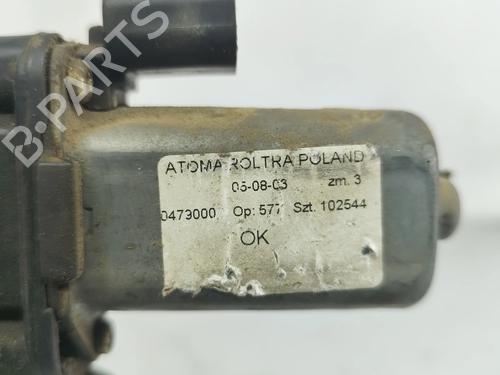 B-PARTS
ATOMA ROLTRA POLAND
05-08-03 zm. 3
0473000 Op: 577 Szt. 102544
OK